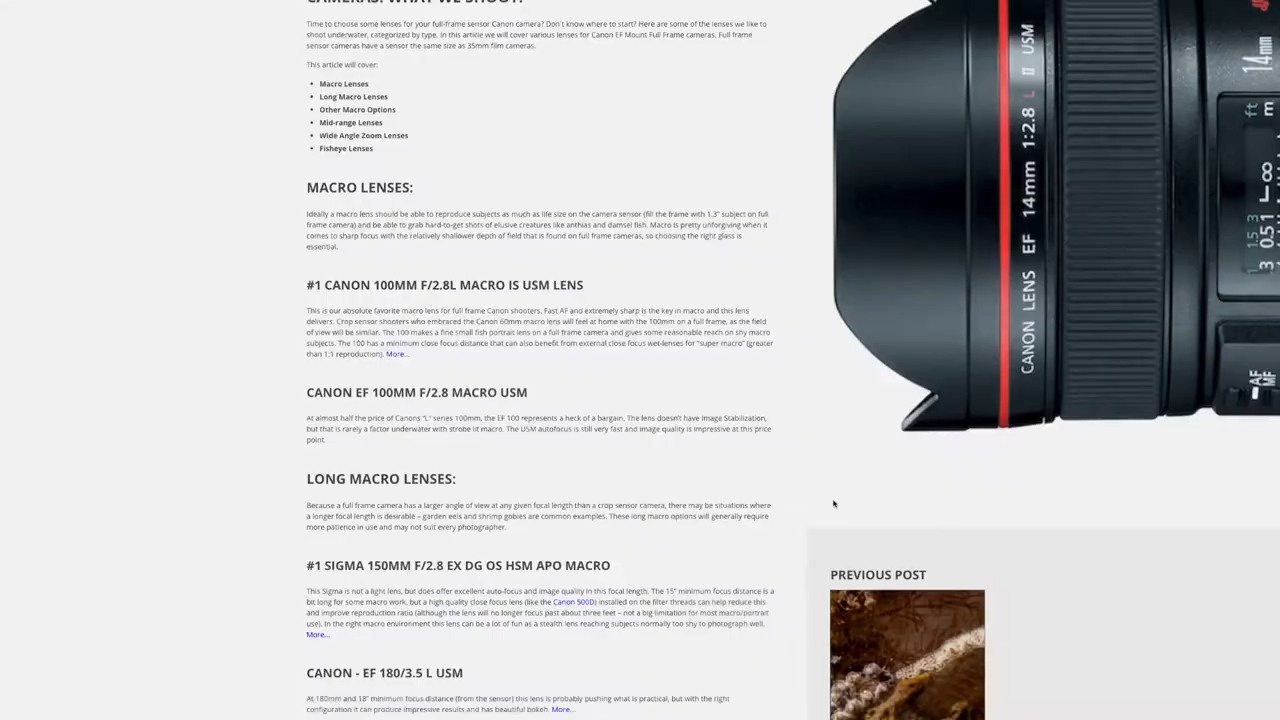 CAMERAS: WHAT WE SHOOT!
Time to choose some lenses for your full-frame sensor Canon camera? Don't know where to start? Here are some of the lenses we like to
shoot underwater, categorized by type. In this article we will cover various lenses for Canon EF Mount Full Frame cameras. Full frame
sensor cameras have a sensor the same size as 35mm film cameras.
This article will cover:
• Macro Lenses
• Long Macro Lenses
• Other Macro Options
• Mid-range Lenses
• Wide Angle Zoom Lenses
• Fisheye Lenses
MACRO LENSES:
Ideally a macro lens should be able to reproduce subjects as much as life size on the camera sensor (fill the frame with 1.3" subject on full
frame camera) and be able to grab hard-to-get shots of elusive creatures like anthias and damsel fish. Macro is pretty unforgiving when it
comes to sharp focus with the relatively shallower depth of field that is found on full frame cameras, so choosing the right glass is
essential.
#1 CANON 100MM F/2.8L MACRO IS USM LENS
This is our absolute favorite macro lens for full frame Canon shooters. Fast AF and extremely sharp is the key in macro and this lens
delivers. Crop sensor shooters who embraced the Canon 60mm macro lens will feel at home with the 100mm on a full frame, as the field
of view will be similar. The 100 makes a fine small fish portrait lens on a full frame camera and gives some reasonable reach on shy macro
subjects. The 100 has a minimum close focus distance that can also benefit from external close focus wet-lenses for "super macro" (greater
than 1:1 reproduction). More...
CANON EF 100MM F/2.8 MACRO USM
At almost half the price of Canons "L" series 100mm, the EF 100 represents a heck of a bargain. The lens doesn't have Image Stabilization,
but that is rarely a factor underwater with strobe lit macro. The USM autofocus is still very fast and image quality is impressive at this price
point.
LONG MACRO LENSES:
Because a full frame camera has a larger angle of view at any given focal length than a crop sensor camera, there may be situations where
a longer focal length is desirable – garden eels and shrimp gobies are common examples. These long macro options will generally require
more patience in use and may not suit every photographer.
#1 SIGMA 150MM F/2.8 EX DG OS HSM APO MACRO
This Sigma is not a light lens, but does offer excellent auto-focus and image quality in this focal length. The 15" minimum focus distance is a
bit long for some macro work, but a high quality close focus lens (like the Canon 500D) installed on the filter threads can help reduce this
and improve reproduction ratio (although the lens will no longer focus past about three feet – not a big limitation for most macro/portrait
use). In the right macro environment this lens can be a lot of fun as a stealth lens reaching subjects normally too shy to photograph well.
More...
CANON - EF 180/3.5 L USM
At 180mm and 18" minimum focus distance (from the sensor) this lens is probably pushing what is practical, but with the right
configuration it can produce impressive results and has beautiful bokeh. More...
CANON LENS EF 14mm 1:2.8 L II USM
14mm
ft m
∞
1.5 3
3 0.5 1
AF
MF
PREVIOUS POST